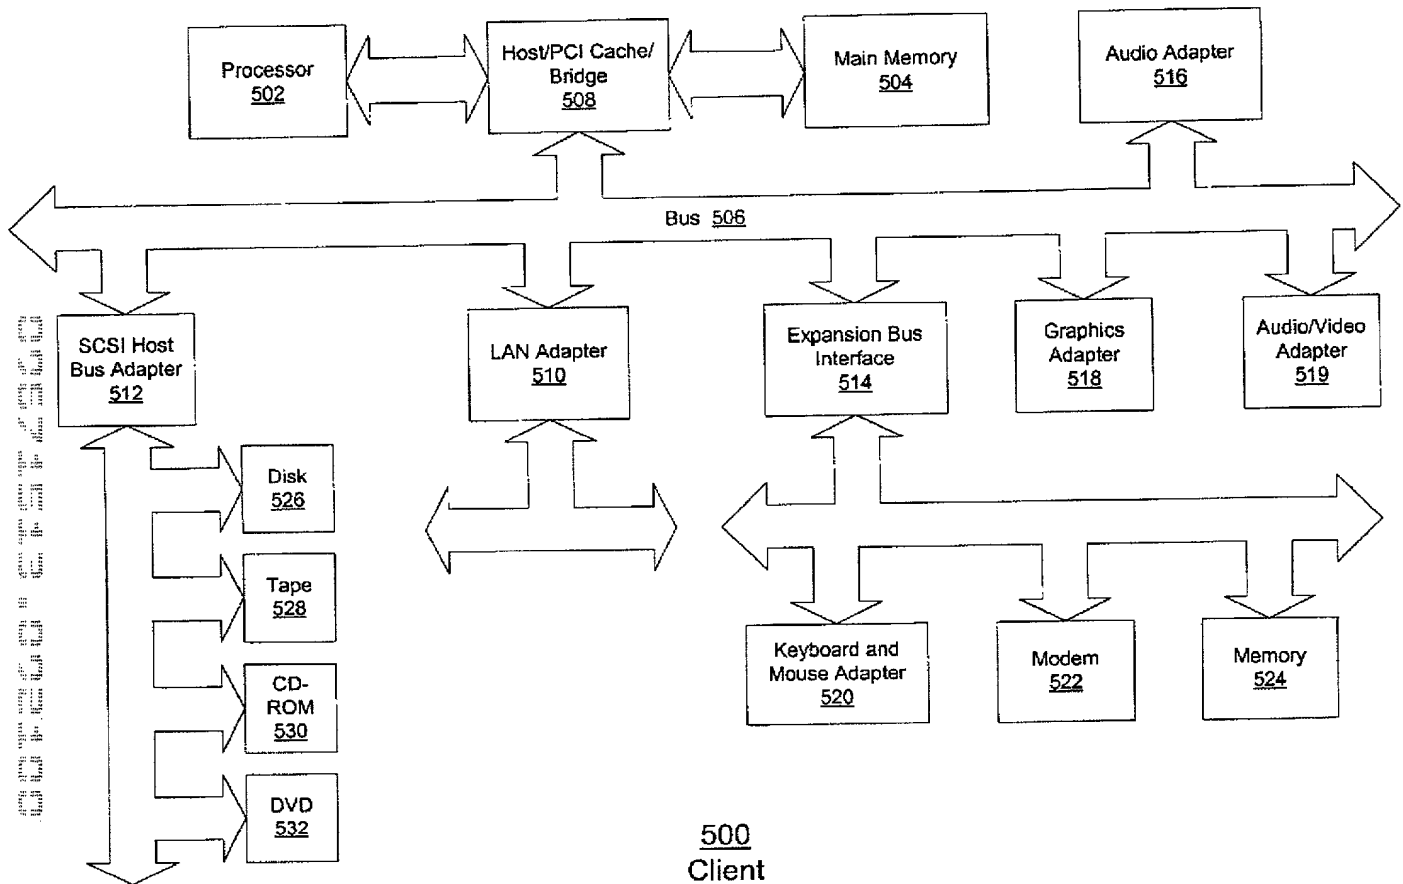 Processor
502
Host/PCI Cache/
Bridge
508
Main Memory
504
Audio Adapter
516
Bus 506
SCSI Host
Bus Adapter
512
LAN Adapter
510
Expansion Bus
Interface
514
Graphics
Adapter
518
Audio/Video
Adapter
519
Disk
526
Tape
528
CD-
ROM
530
DVD
532
Keyboard and
Mouse Adapter
520
Modem
522
Memory
524
500
Client